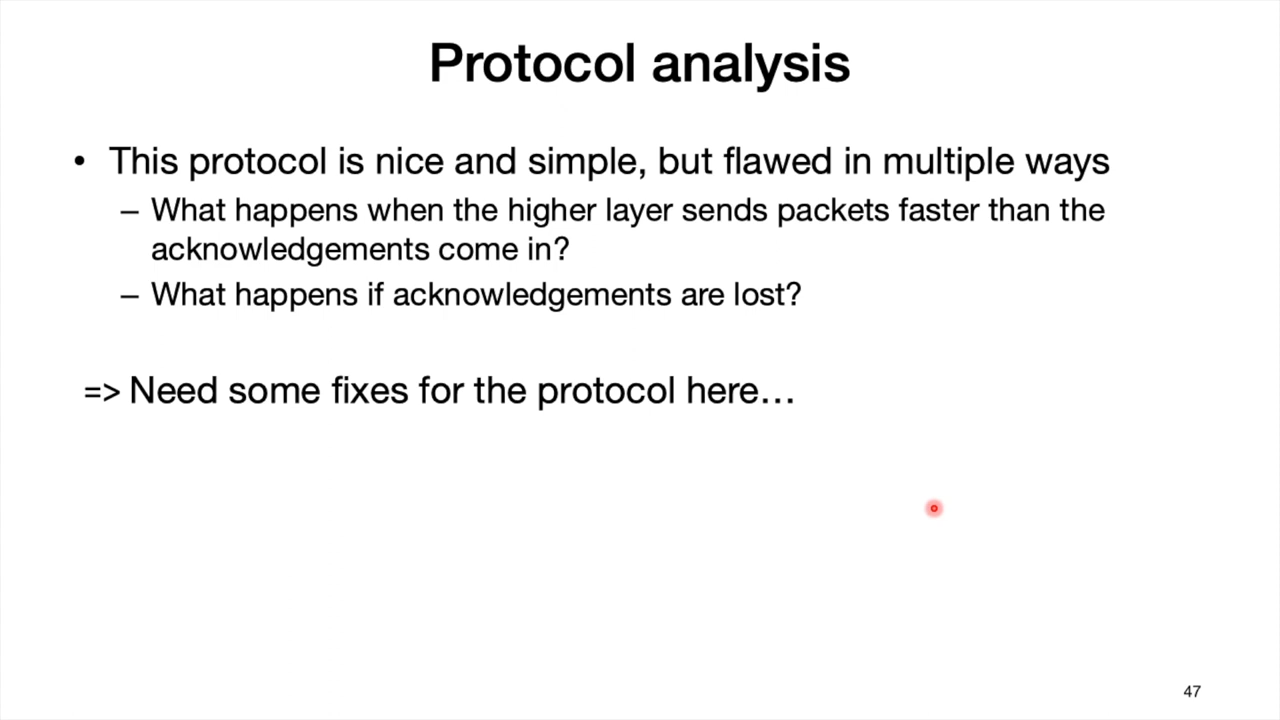 Protocol analysis
• This protocol is nice and simple, but flawed in multiple ways
– What happens when the higher layer sends packets faster than the
acknowledgements come in?
– What happens if acknowledgements are lost?
=> Need some fixes for the protocol here…
47